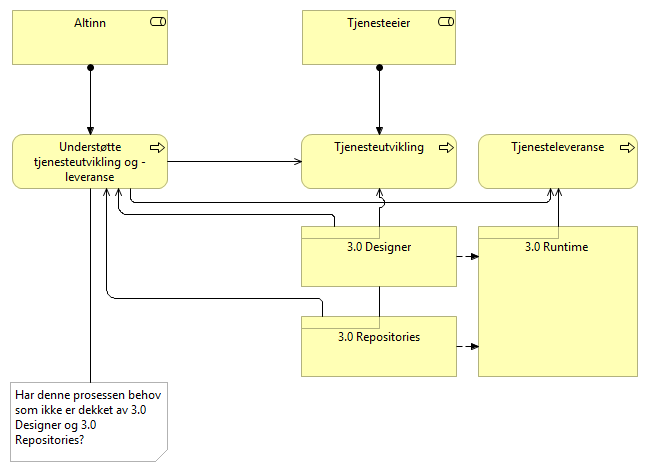 Altinn
Tjenesteeier
Understøtte
tjenesteutvikling og -
leveranse
Tjenesteutvikling
Tjenesteleveranse
3.0 Designer
3.0 Runtime
3.0 Repositories
Har denne prosessen behov
som ikke er dekket av 3.0
Designer og 3.0
Repositories?